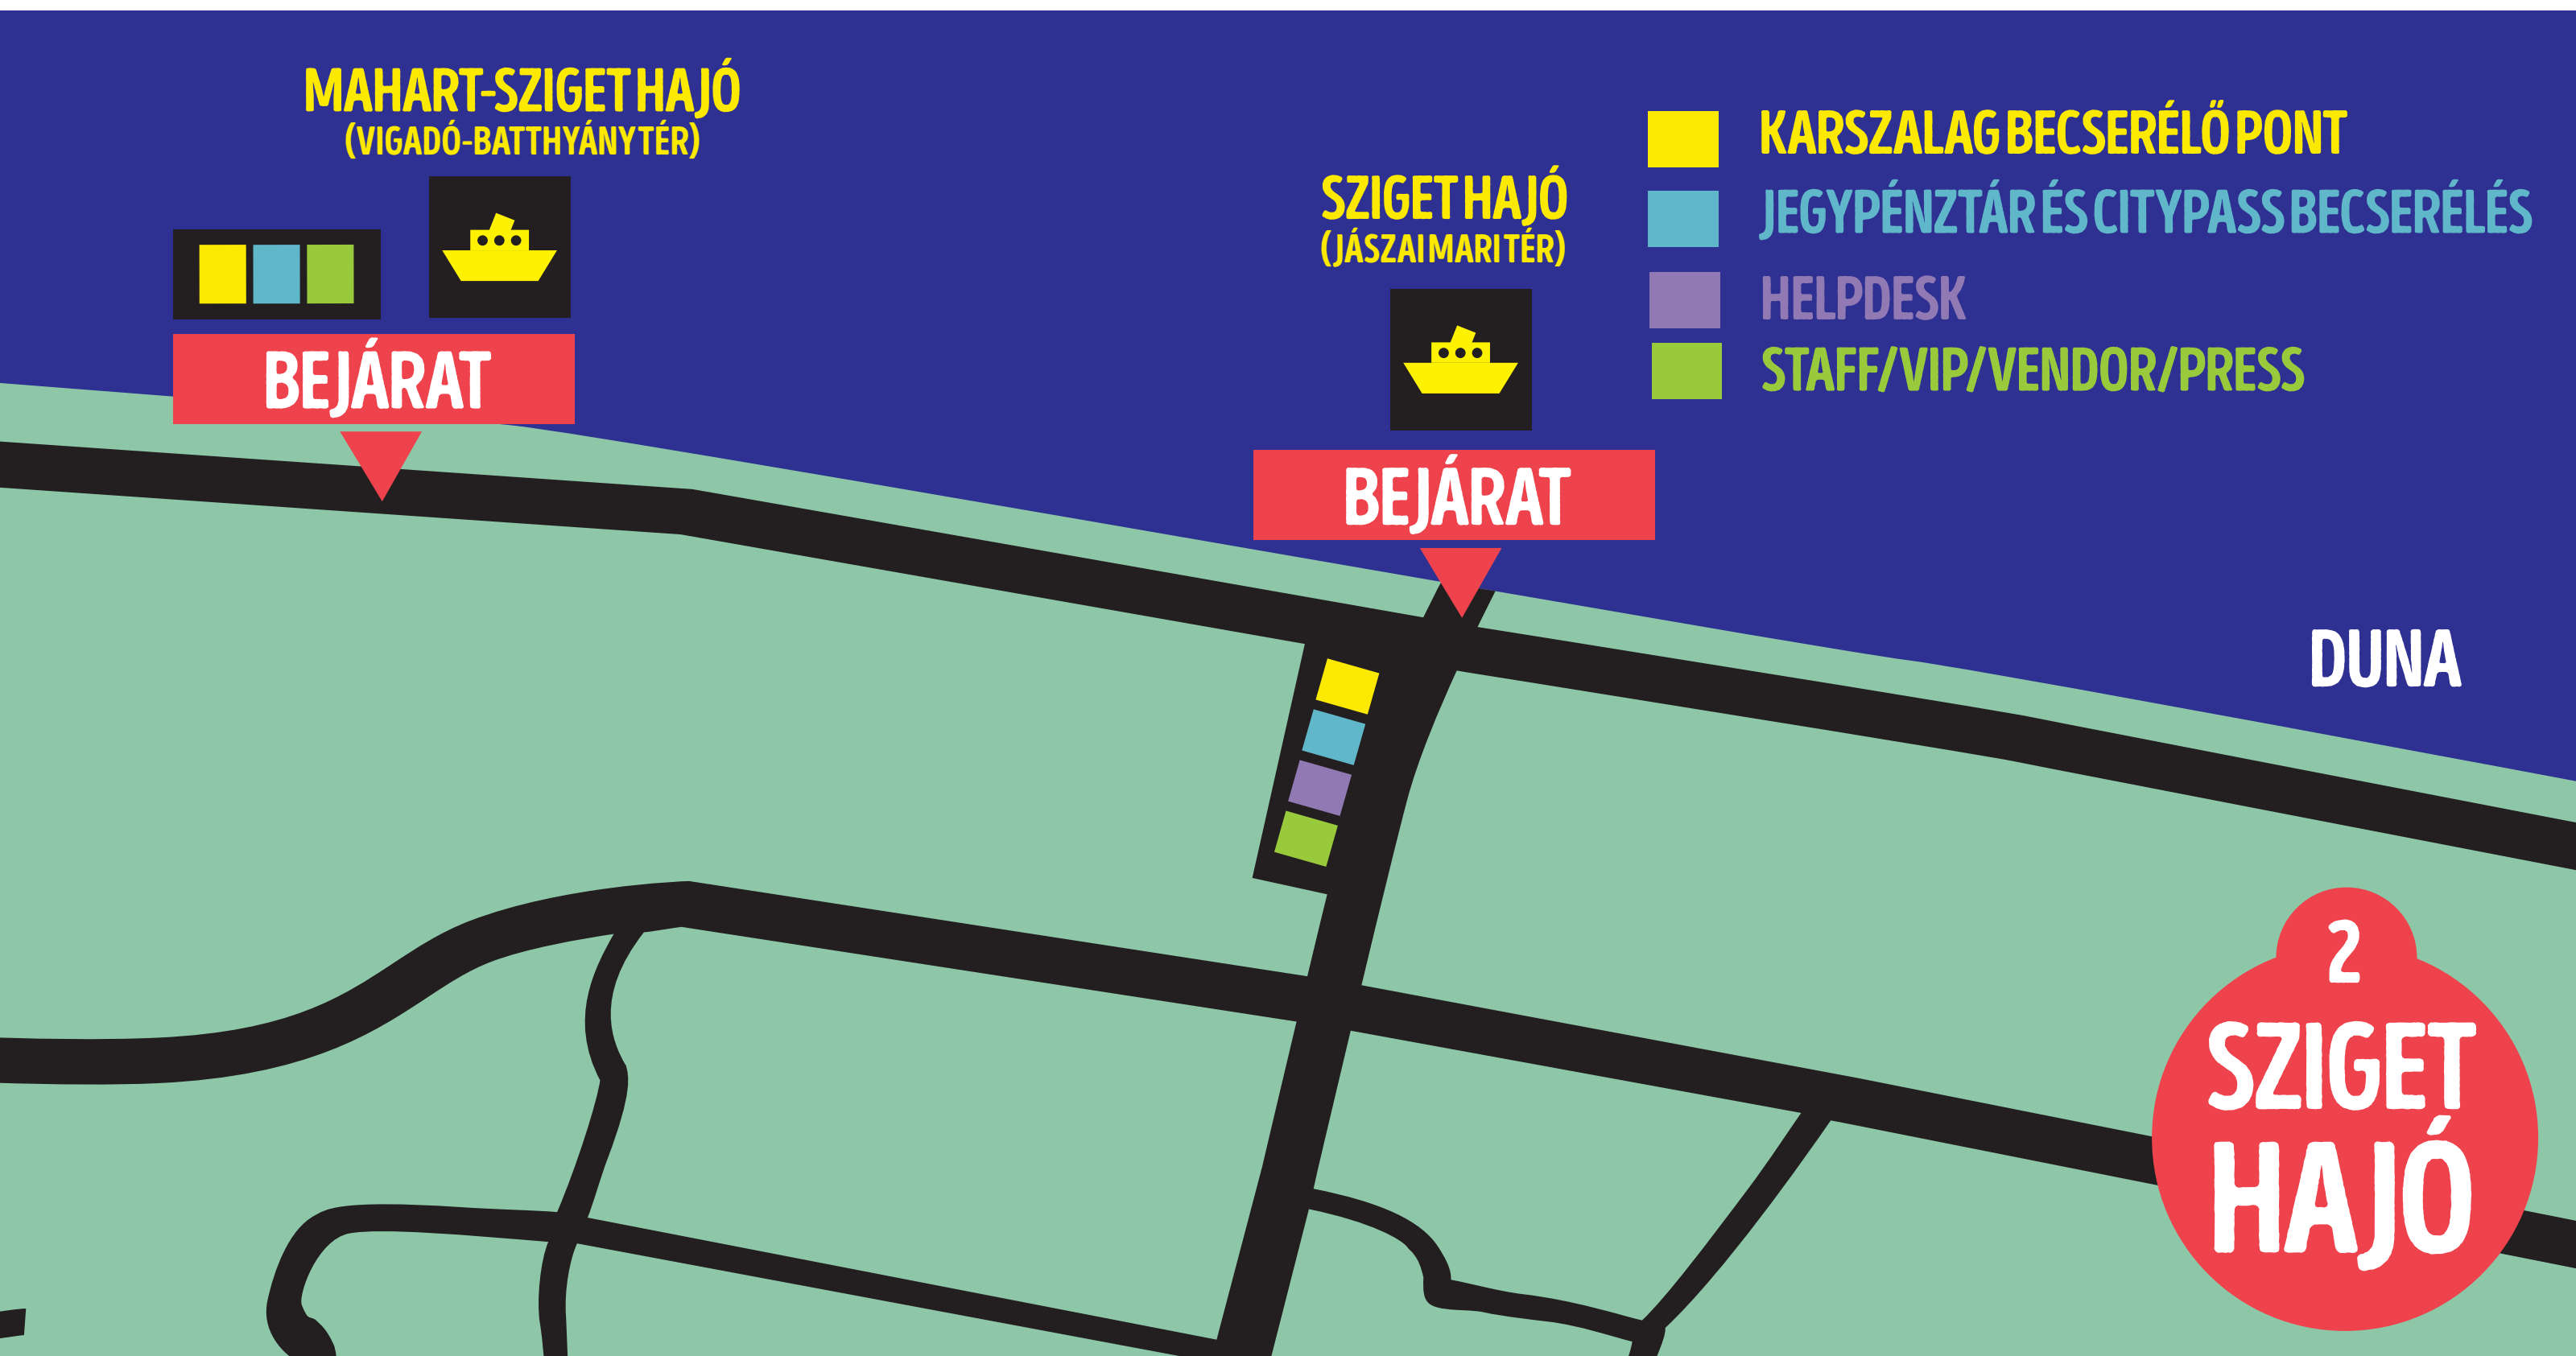 MAHART-SZIGET HAJÓ
(VIGADÓ-BATTHYÁNY TÉR)
BEJÁRAT
SZIGET HAJÓ
(JÁSZAI MARI TÉR)
BEJÁRAT
KARSZALAG BECSERÉLŐ PONT
JEGYPÉNZTÁR ÉS CITYPASS BECSERÉLÉS
HELPDESK
STAFF/VIP/VENDOR/PRESS
DUNA
2
SZIGET
HAJÓ